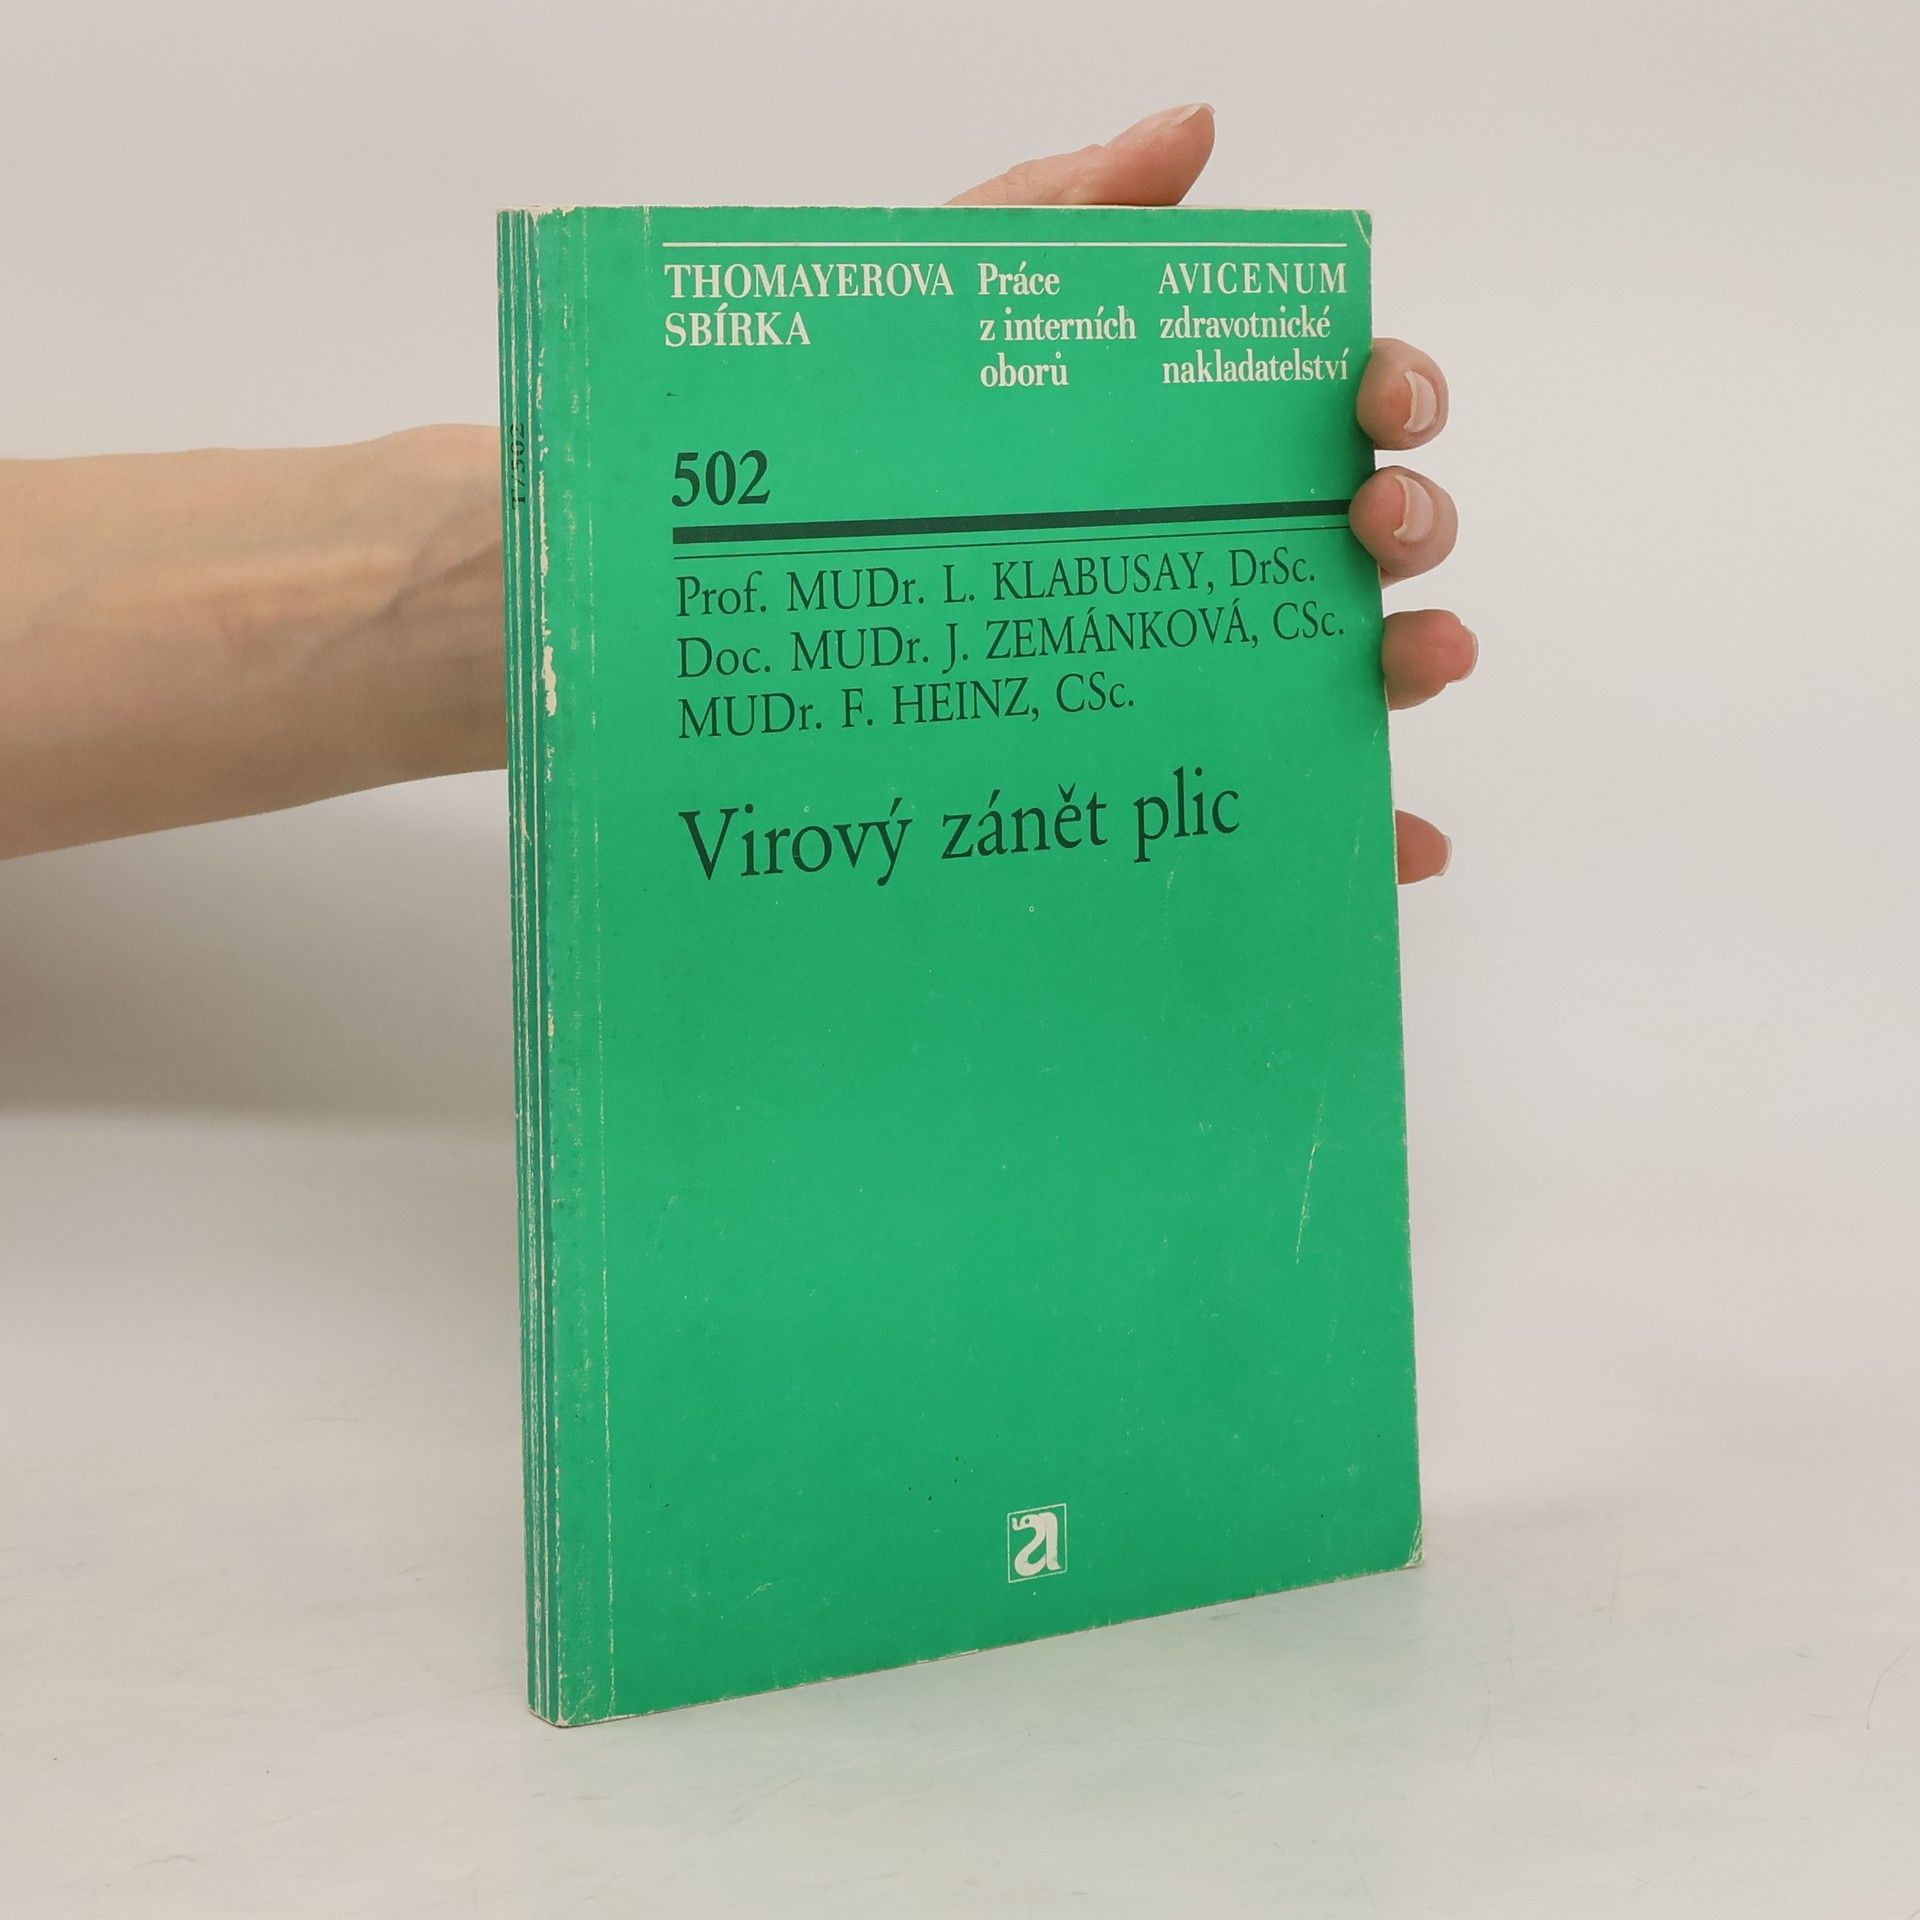 THOMAYEROVA
SBÍRKA
Práce
z interních
oborů
AVICENUM
zdravotnické
nakladatelství
502
Prof. MUDr. L. KLABUSAY, DrSc.
Doc. MUDr. J. ZEMÁNKOVÁ, CSc.
MUDr. F. HEINZ, CSc.
Virový zánět plic
T/502